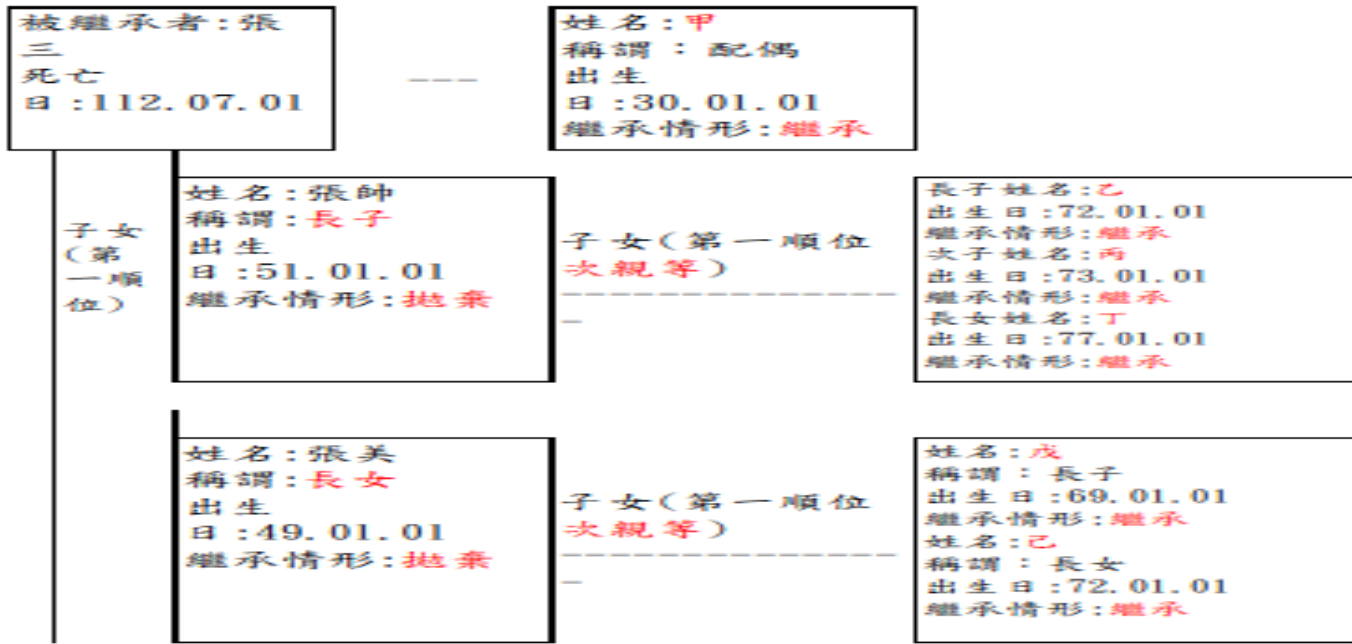 被繼承者:張
三
死亡
日:112.07.01
---
姓名:甲
稱謂：配偶
出生
日:30.01.01
繼承情形:繼承
子女
(第
一順
位)
姓名:張帥
稱謂:長子
出生
日:51.01.01
繼承情形:拋棄
子女(第一順位
次親等)
---------------
-
長子姓名:乙
出生日:72.01.01
繼承情形:繼承
次子姓名:丙
出生日:73.01.01
繼承情形:繼承
長女姓名:丁
出生日:77.01.01
繼承情形:繼承
姓名:張美
稱謂:長女
出生
日:49.01.01
繼承情形:拋棄
子女(第一順位
次親等)
---------------
-
姓名:戊
稱謂：長子
出生日:69.01.01
繼承情形:繼承
姓名:己
稱謂：長女
出生日:72.01.01
繼承情形:繼承